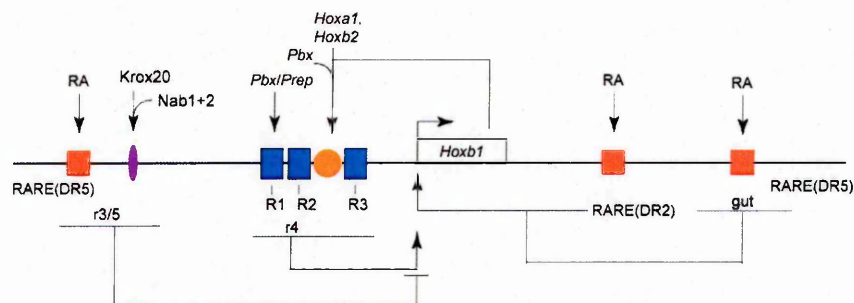 Hoxa1,
Hoxb2
Pbx
RA
Krox20
Nab1+2
Pbx/Prep
RA
RA
Hoxb1
RARE(DR5)
RARE(DR5)
R1
R2
R3
RARE(DR2)
gut
r3/5
r4